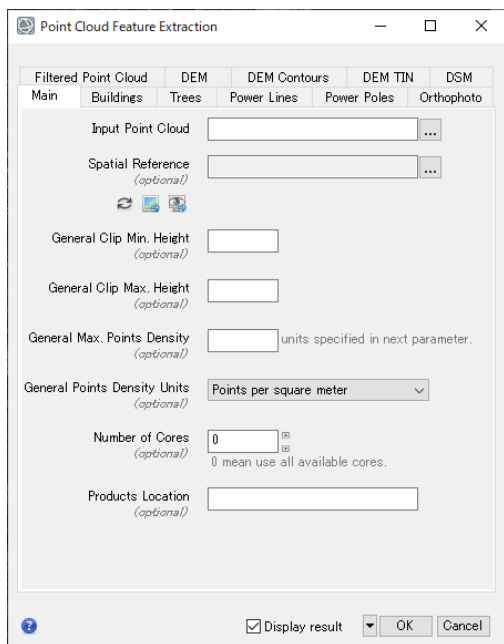 Point Cloud Feature Extraction
Filtered Point Cloud DEM DEM Contours DEM TIN DSM
Main Buildings Trees Power Lines Power Poles Orthophoto
Input Point Cloud ...
Spatial Reference ...
(optional)
General Clip Min. Height
(optional)
General Clip Max. Height
(optional)
General Max. Points Density units specified in next parameter.
(optional)
General Points Density Units Points per square meter
(optional)
Number of Cores 0
(optional) 0 mean use all available cores.
Products Location
(optional)
? Display result OK Cancel